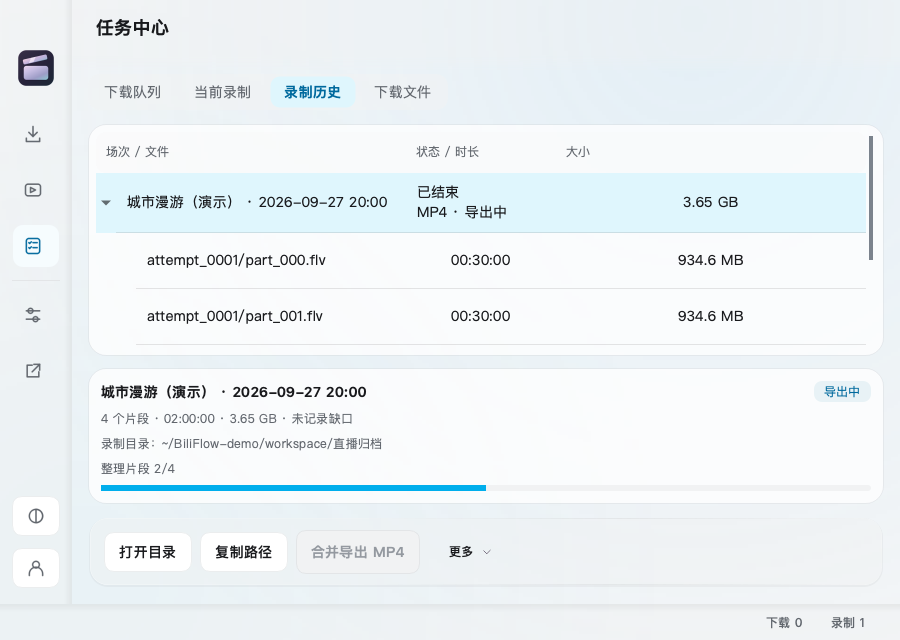 任务中心
下载队列 当前录制 录制历史 下载文件
场次 / 文件 状态 / 时长 大小
城市漫游（演示） · 2026-09-27 20:00 已结束 3.65 GB
MP4 · 导出中
attempt_0001/part_000.flv 00:30:00 934.6 MB
attempt_0001/part_001.flv 00:30:00 934.6 MB
城市漫游（演示） · 2026-09-27 20:00 导出中
4 个片段 · 02:00:00 · 3.65 GB · 未记录缺口
录制目录：~/BiliFlow-demo/workspace/直播归档
整理片段 2/4
打开目录 复制路径 合并导出 MP4 更多
下载 0 录制 1